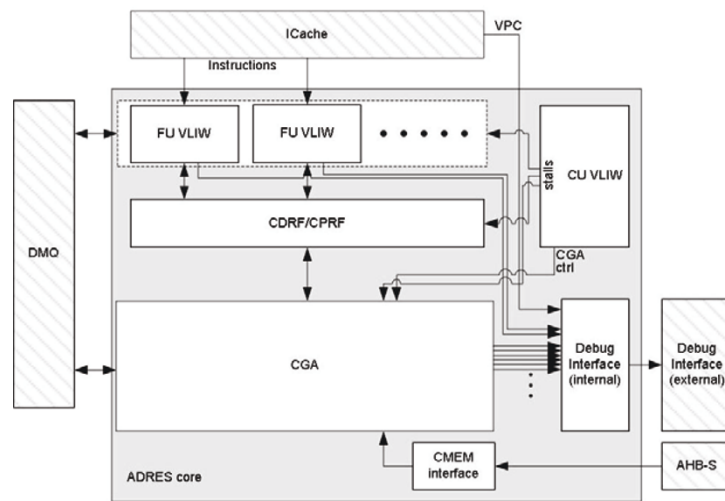 ICache
VPC
Instructions
FU VLIW
FU VLIW
stalls
CU VLIW
CDRF/CPRF
DMQ
CGA
ctrl
CGA
Debug
Interface
(internal)
Debug
Interface
(external)
CMEM
interface
AHB-S
ADRES core